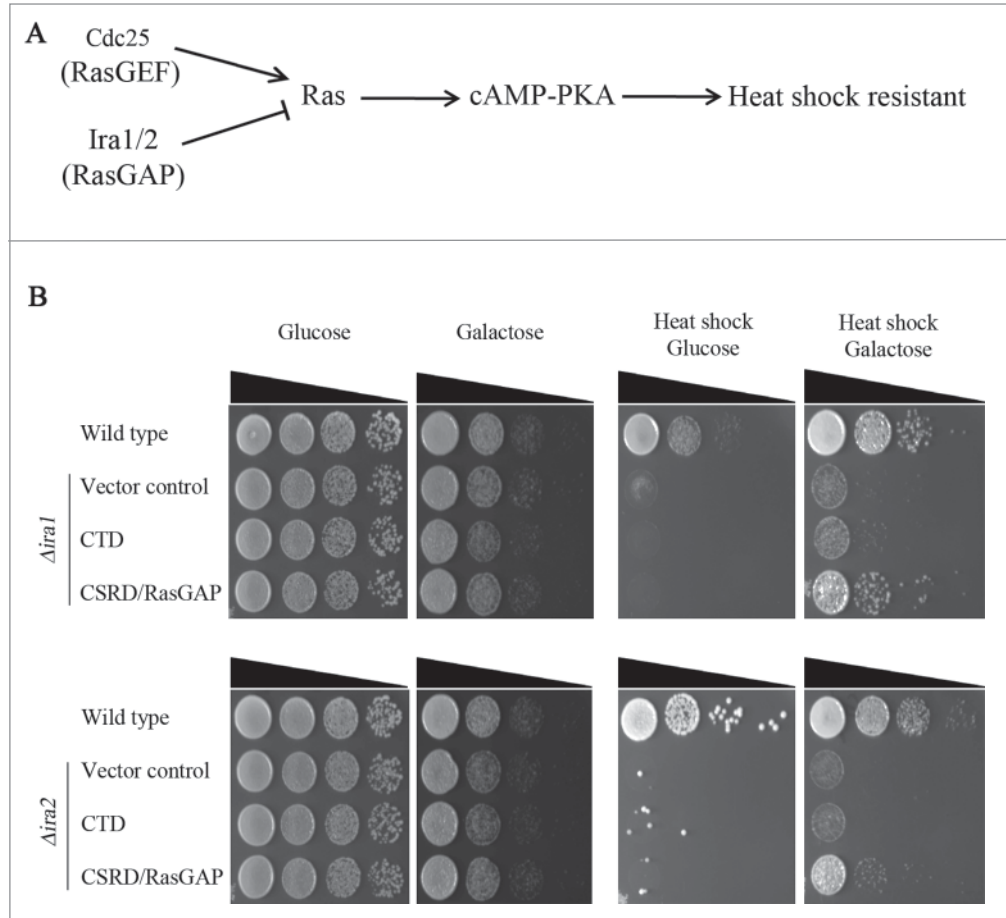 A
Cdc25
(RasGEF)
Ira1/2
(RasGAP)
Ras
cAMP-PKA
Heat shock resistant
B
Glucose
Galactose
Heat shock
Glucose
Heat shock
Galactose
Δira1
Wild type
Vector control
CTD
CSRD/RasGAP
Δira2
Wild type
Vector control
CTD
CSRD/RasGAP